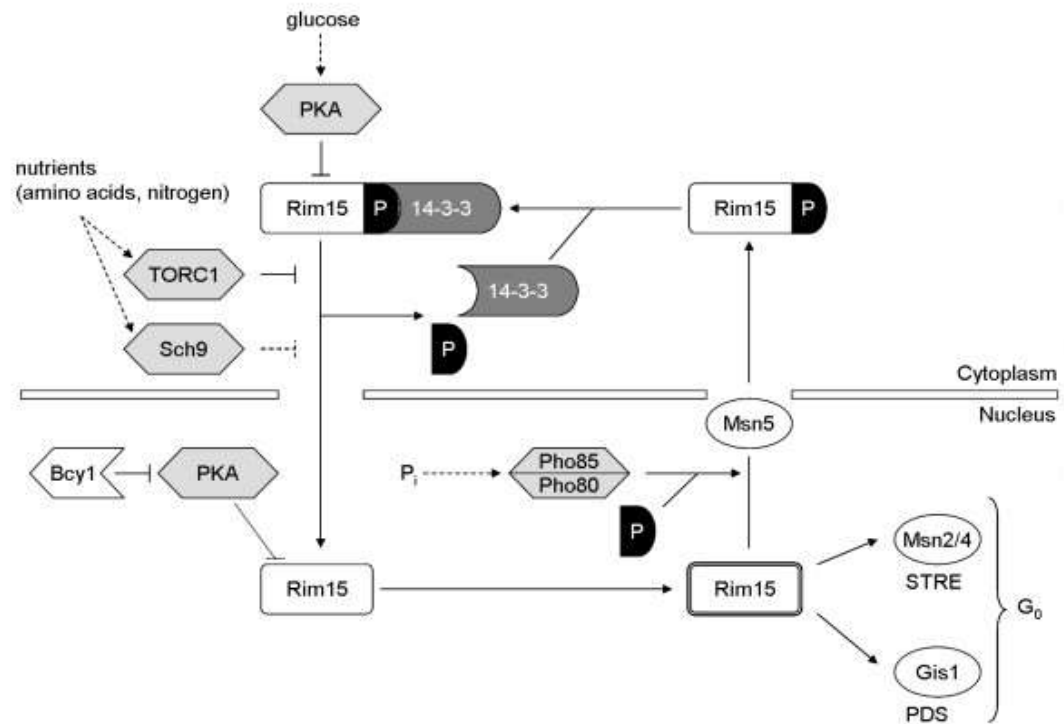 glucose
PKA
nutrients
(amino acids, nitrogen)
Rim15 P 14-3-3
Rim15 P
TORC1
14-3-3
Sch9
P
Cytoplasm
Nucleus
Msn5
Bcy1
PKA
Pi
Pho85
Pho80
P
Msn2/4
STRE
Rim15
Rim15
G0
Gis1
PDS